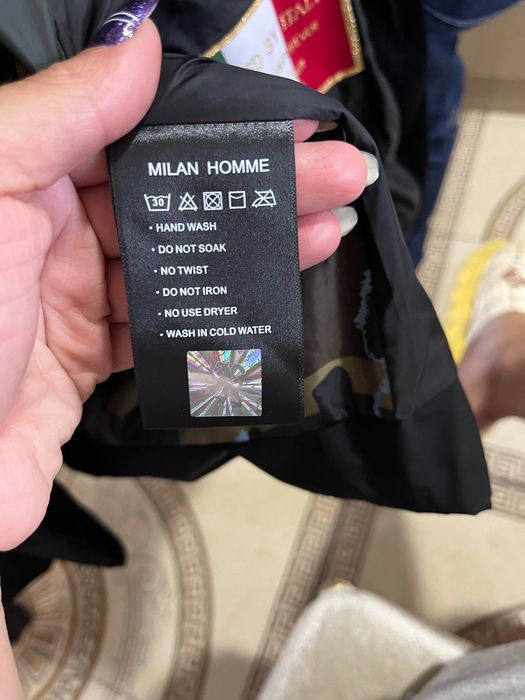 MILAN HOMME
30
• HAND WASH
• DO NOT SOAK
• NO TWIST
• DO NOT IRON
• NO USE DRYER
• WASH IN COLD WATER